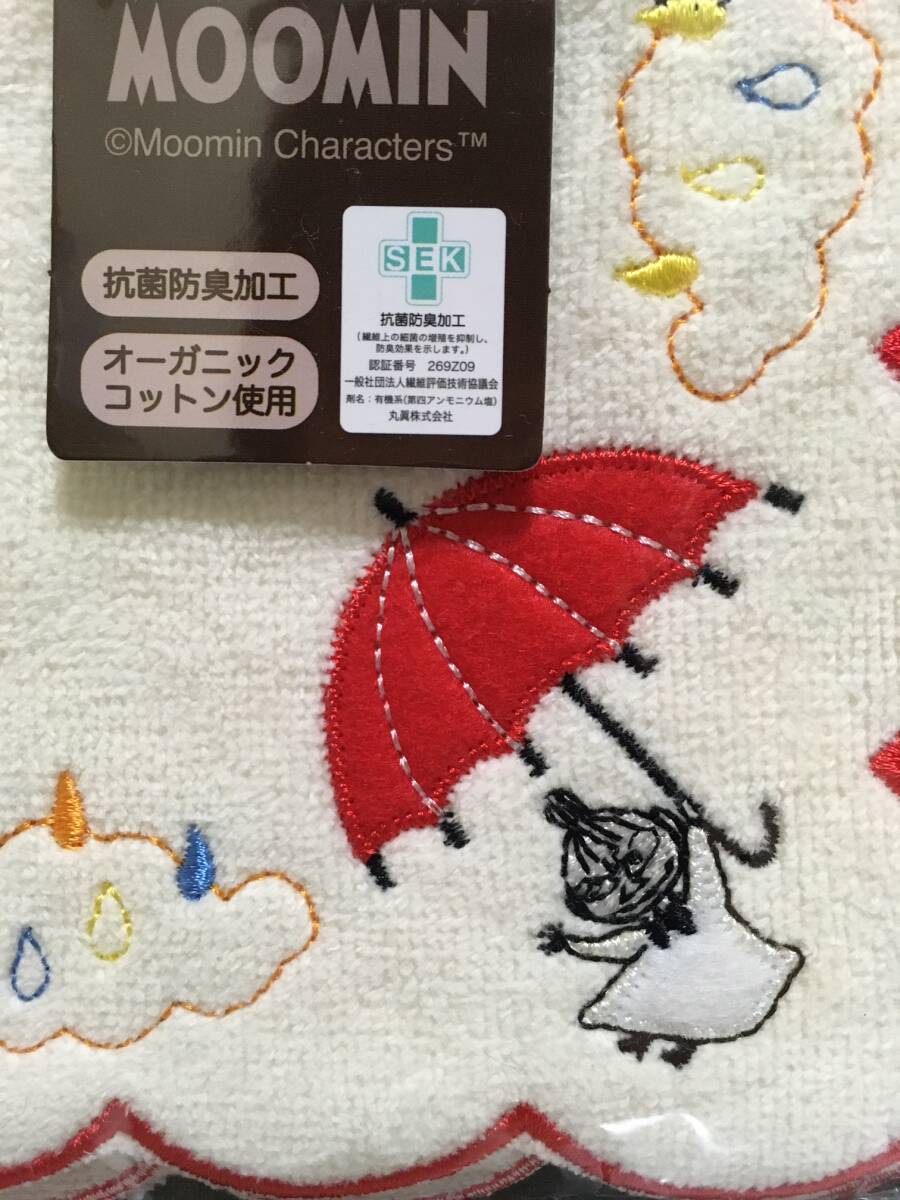 MOOMIN
©Moomin Characters™
抗菌防臭加工
オーガニック
コットン使用
SEK
抗菌防臭加工
(繊維上の細菌の増殖を抑制し、
防臭効果を示します。)
認証番号 269Z09
一般社団法人繊維評価技術協議会
剤名：有機系(第四アンモニウム塩)
丸眞株式会社